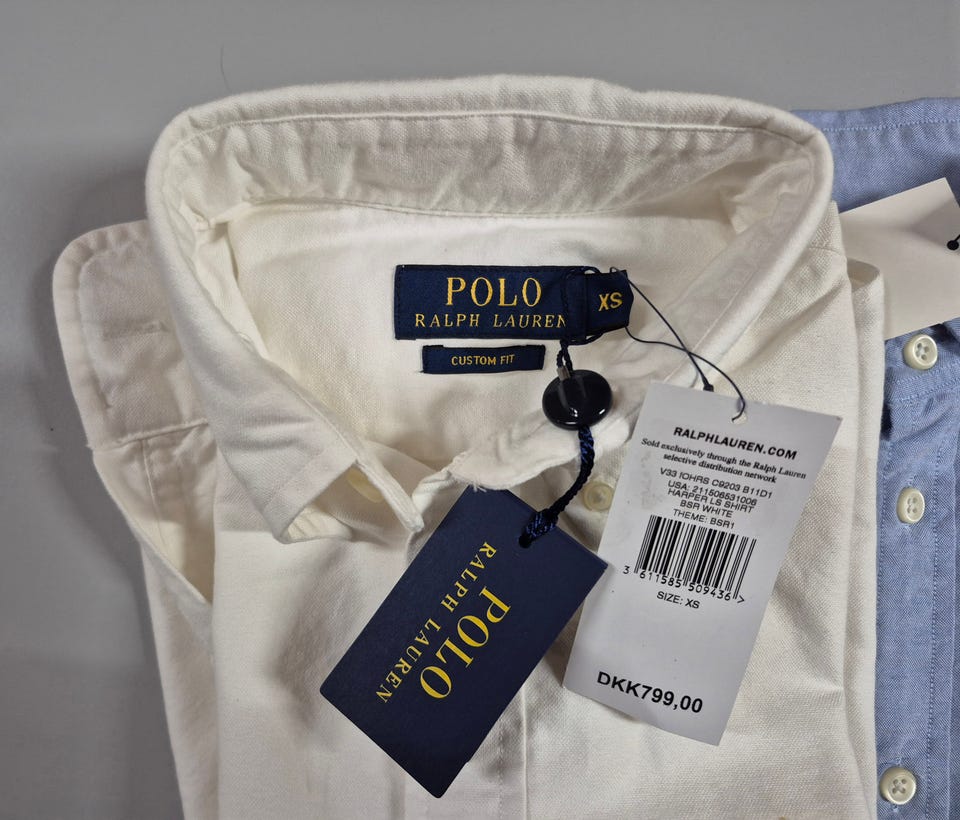 POLO
RALPH LAUREN
XS
CUSTOM FIT
RALPHLAUREN.COM
Sold exclusively through the Ralph Lauren
selective distribution network
V33 IOHRS C9203 B11D1
USA: 211506531006
HARPER LS SHIRT
BSR WHITE
THEME: BSR1
3 611585 509436 >
SIZE: XS
DKK799,00
POLO
RALPH LAUREN